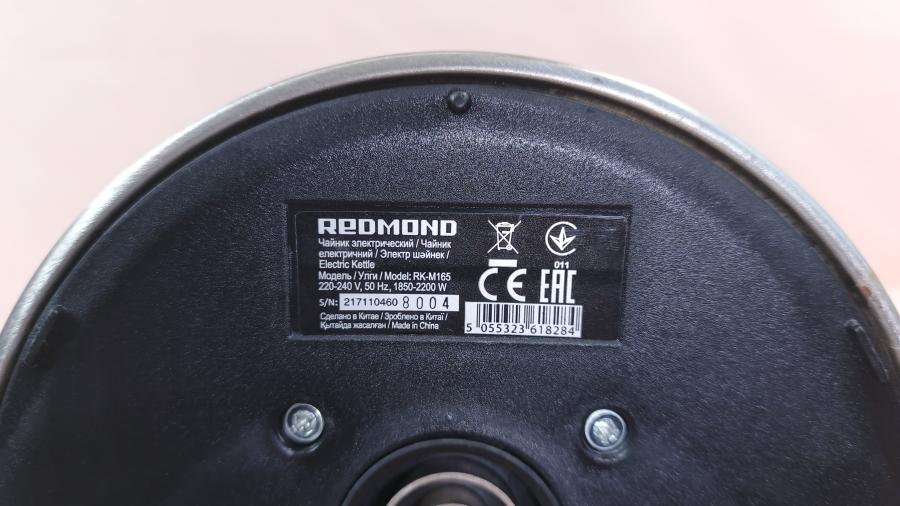 REDMOND
Чайник электрический / Чайник
електричний / Электр шәйнек /
Electric Kettle
Модель / Улги / Model: RK-M165
220-240 V, 50 Hz, 1850-2200 W
S/N: 217110460 8004
Сделано в Китае / Зроблено в Китаї /
Қытайда жасалған / Made in China
011
CE EAC
5 055323 618284